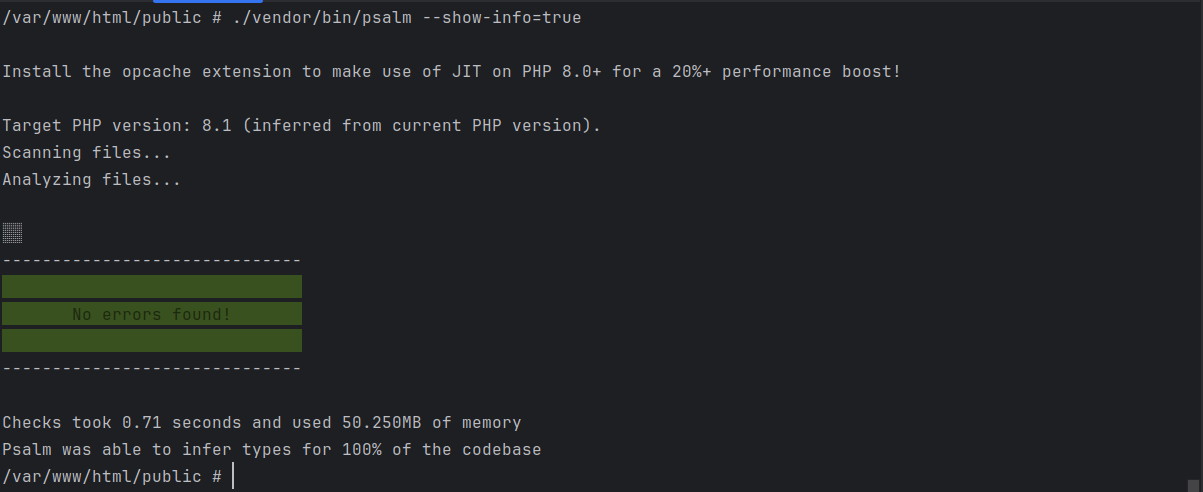 /var/www/html/public # ./vendor/bin/psalm --show-info=true
Install the opcache extension to make use of JIT on PHP 8.0+ for a 20%+ performance boost!
Target PHP version: 8.1 (inferred from current PHP version).
Scanning files...
Analyzing files...
░░
------------------------------
No errors found!
------------------------------
Checks took 0.71 seconds and used 50.250MB of memory
Psalm was able to infer types for 100% of the codebase
/var/www/html/public #